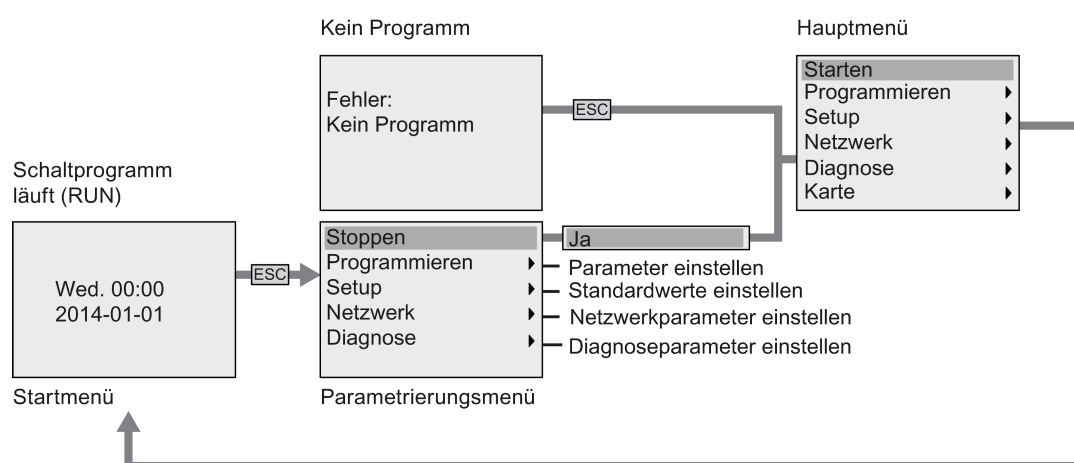 Kein Programm
Hauptmenü
Fehler:
Kein Programm
ESC
Starten
Programmieren
Setup
Netzwerk
Diagnose
Karte
Schaltprogramm
läuft (RUN)
Wed. 00:00
2014-01-01
ESC
Stoppen
Programmieren
Setup
Netzwerk
Diagnose
Ja
Parameter einstellen
Standardwerte einstellen
Netzwerkparameter einstellen
Diagnoseparameter einstellen
Startmenü
Parametrierungsmenü